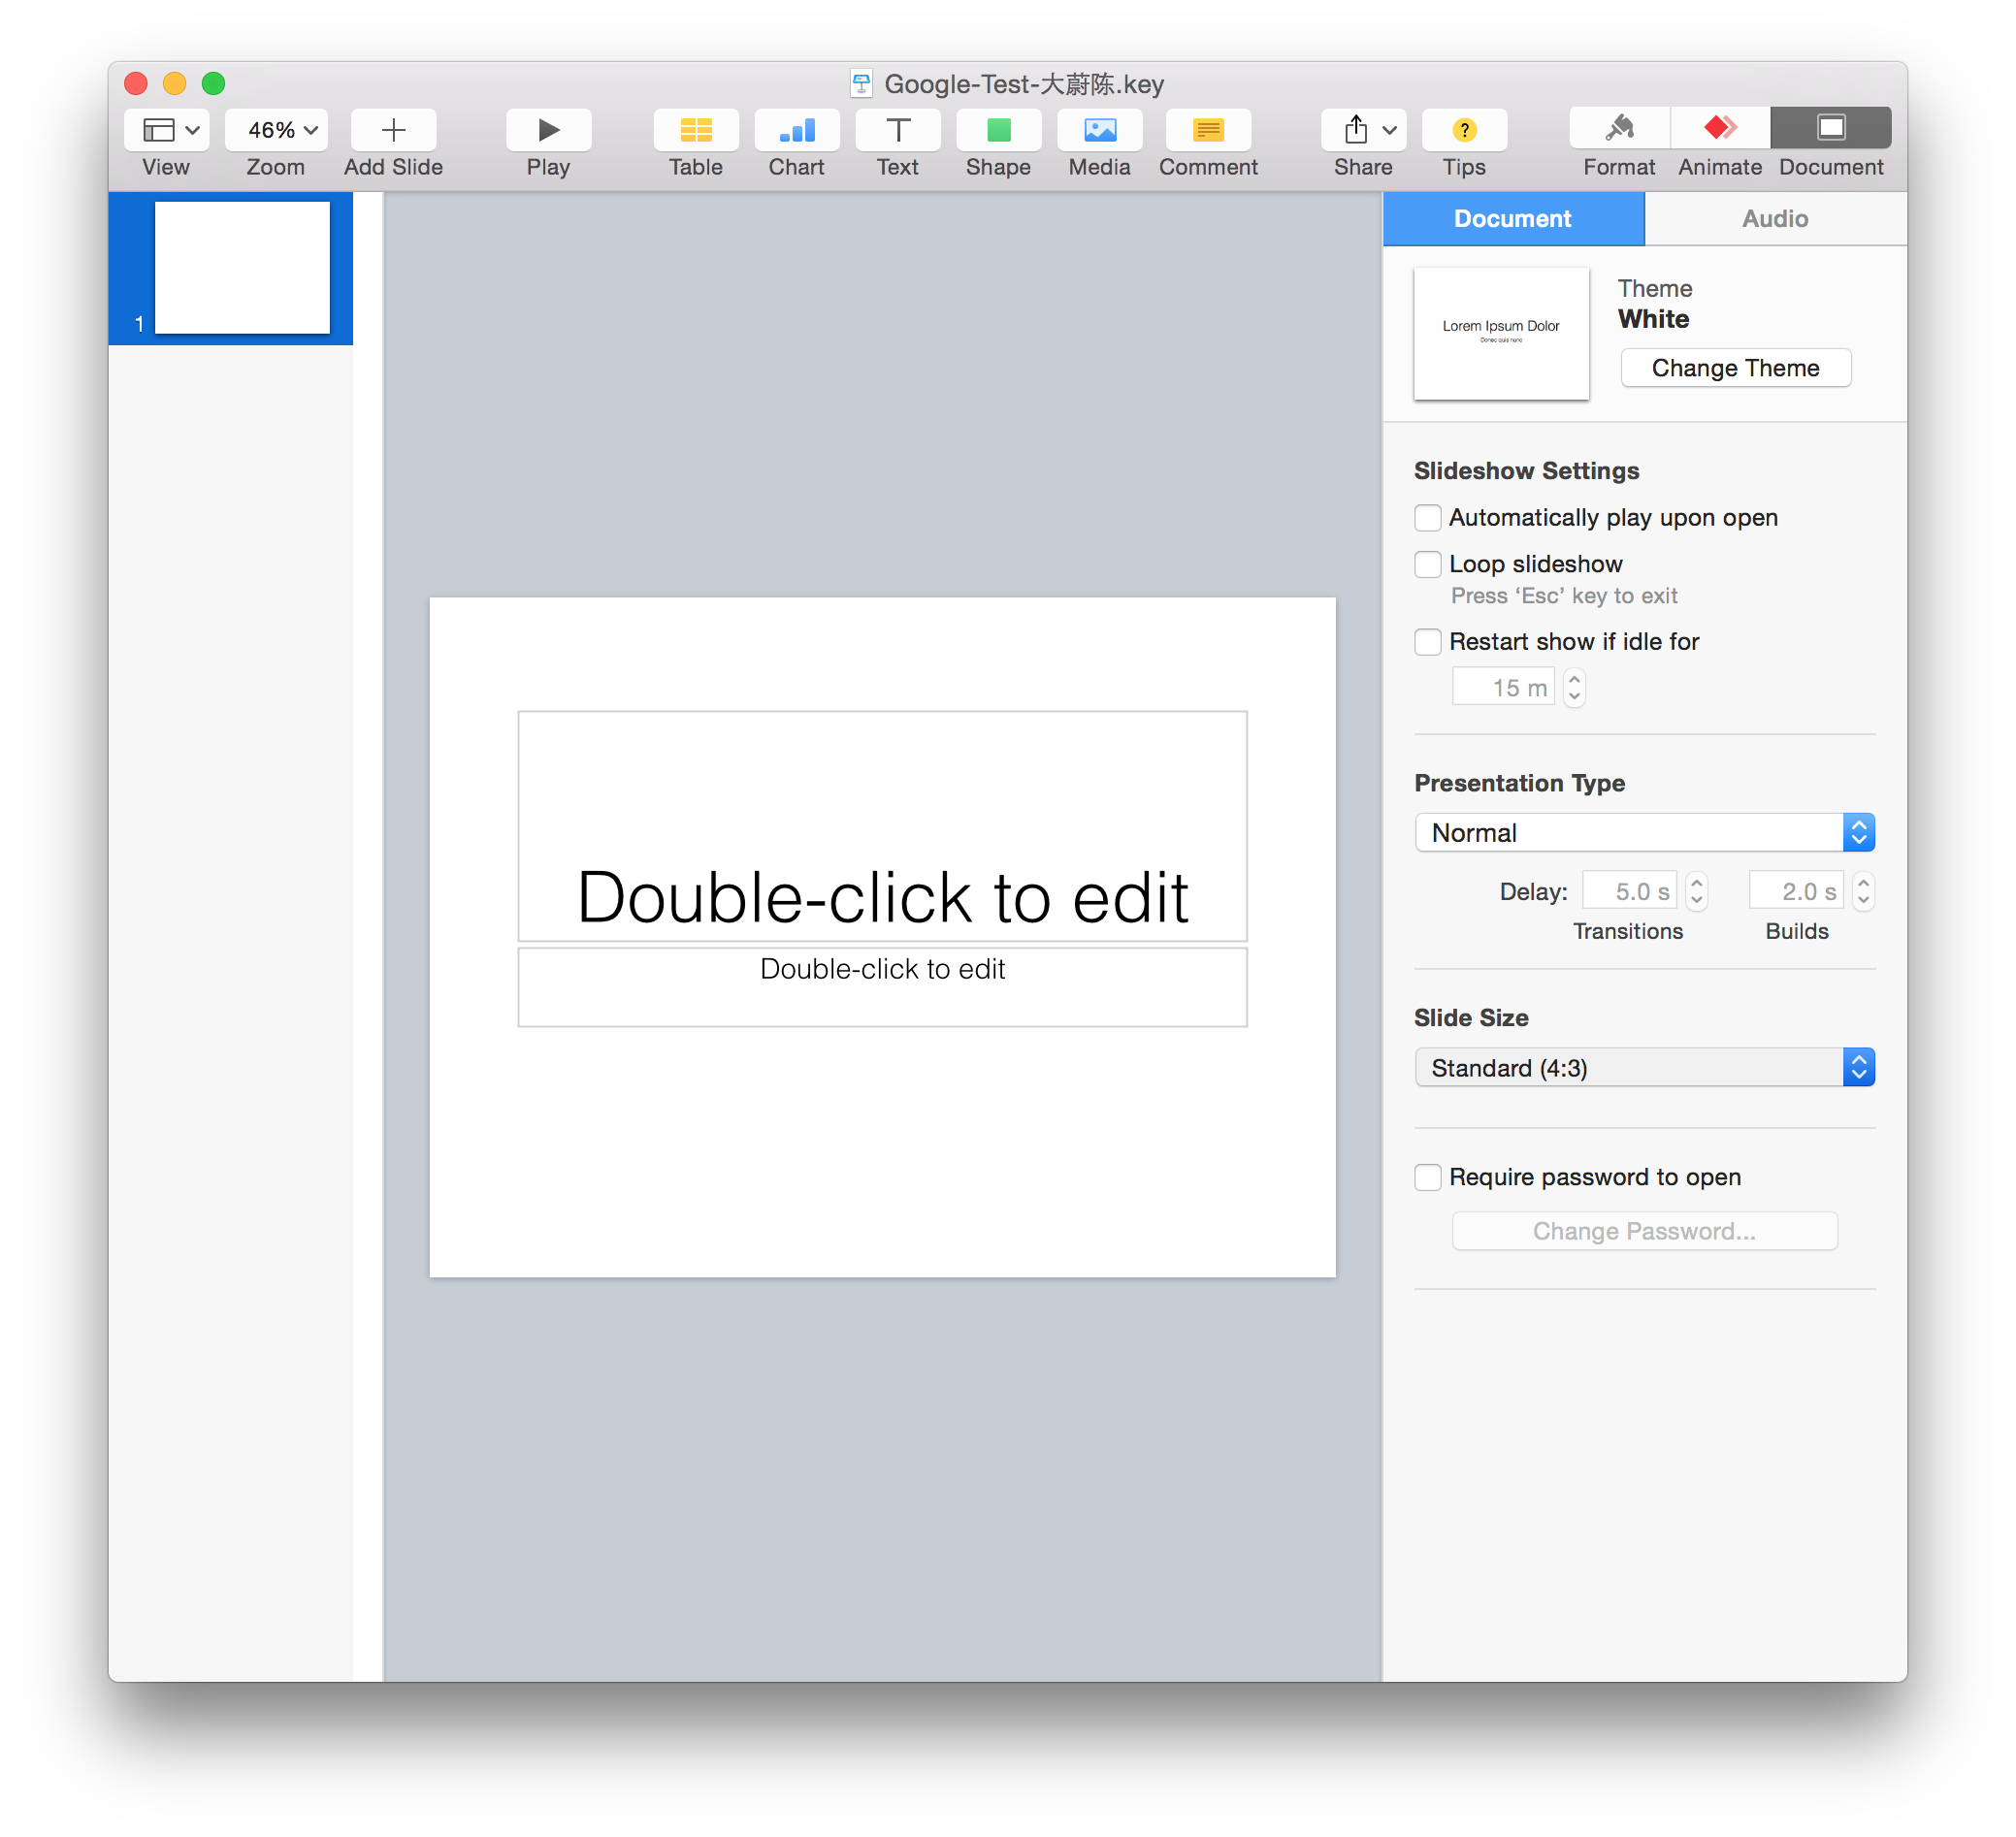 Google-Test-大蔚陈.key
46%
View Zoom Add Slide Play Table Chart Text Shape Media Comment Share Tips Format Animate Document
1
Double-click to edit
Double-click to edit
Document Audio
Lorem Ipsum Dolor
Donec quis nunc
Theme
White
Change Theme
Slideshow Settings
Automatically play upon open
Loop slideshow
Press ‘Esc’ key to exit
Restart show if idle for
15 m
Presentation Type
Normal
Delay: 5.0 s 2.0 s
Transitions Builds
Slide Size
Standard (4:3)
Require password to open
Change Password...